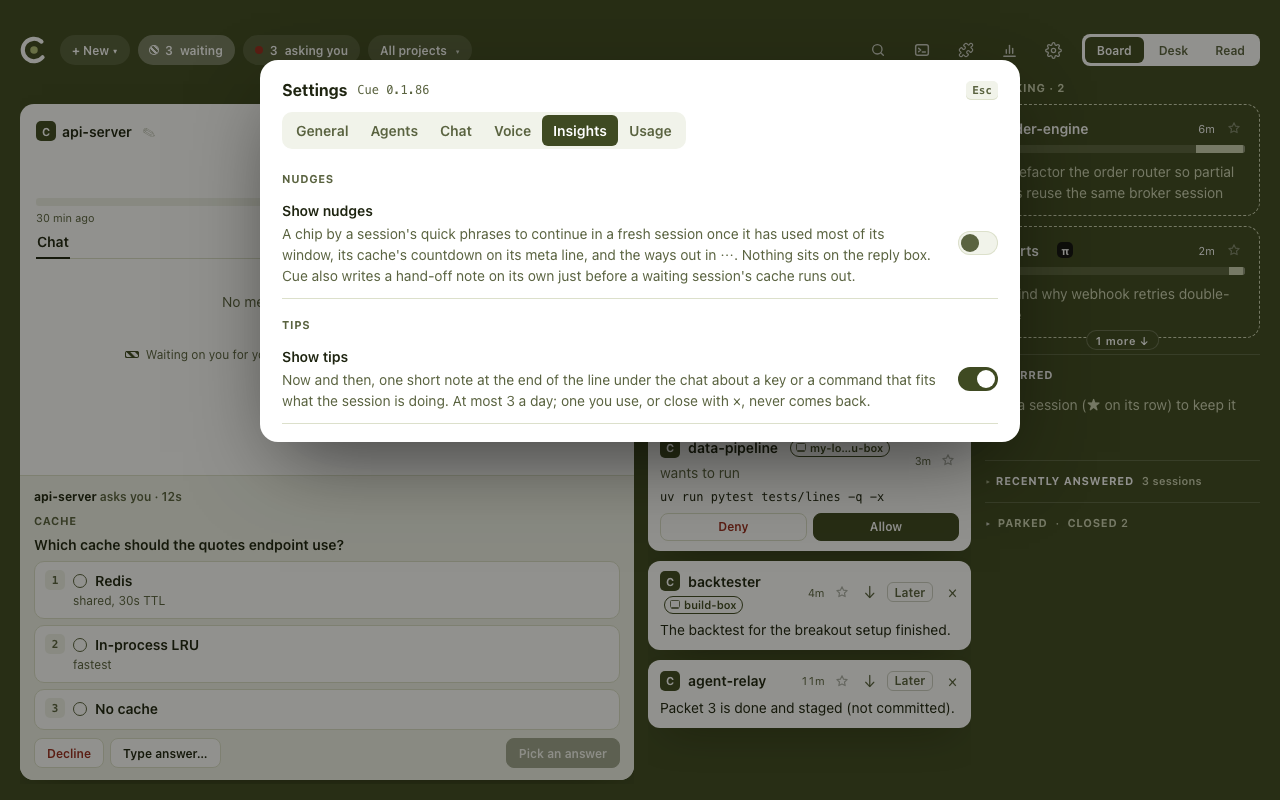 + New ▾
3 waiting
3 asking you
All projects
Board
Desk
Read
Settings Cue 0.1.86
Esc
General
Agents
Chat
Voice
Insights
Usage
NUDGES
Show nudges
A chip by a session's quick phrases to continue in a fresh session once it has used most of its
window, its cache's countdown on its meta line, and the ways out in ···. Nothing sits on the reply box.
Cue also writes a hand-off note on its own just before a waiting session's cache runs out.
TIPS
Show tips
Now and then, one short note at the end of the line under the chat about a key or a command that fits
what the session is doing. At most 3 a day; one you use, or close with ×, never comes back.
C api-server
30 min ago
Chat
No me
Waiting on you for y
api-server asks you · 12s
CACHE
Which cache should the quotes endpoint use?
1 Redis
shared, 30s TTL
2 In-process LRU
fastest
3 No cache
Decline
Type answer...
Pick an answer
C data-pipeline my-lo...u-box
3m
wants to run
uv run pytest tests/lines -q -x
Deny
Allow
C backtester
4m
Later
×
build-box
The backtest for the breakout setup finished.
C agent-relay
11m
Later
×
Packet 3 is done and staged (not committed).
KING · 2
ler-engine
6m
efactor the order router so partial
s reuse the same broker session
rts π
2m
nd why webhook retries double-
1 more ↓
RRED
a session (★ on its row) to keep it
RECENTLY ANSWERED 3 sessions
PARKED · CLOSED 2